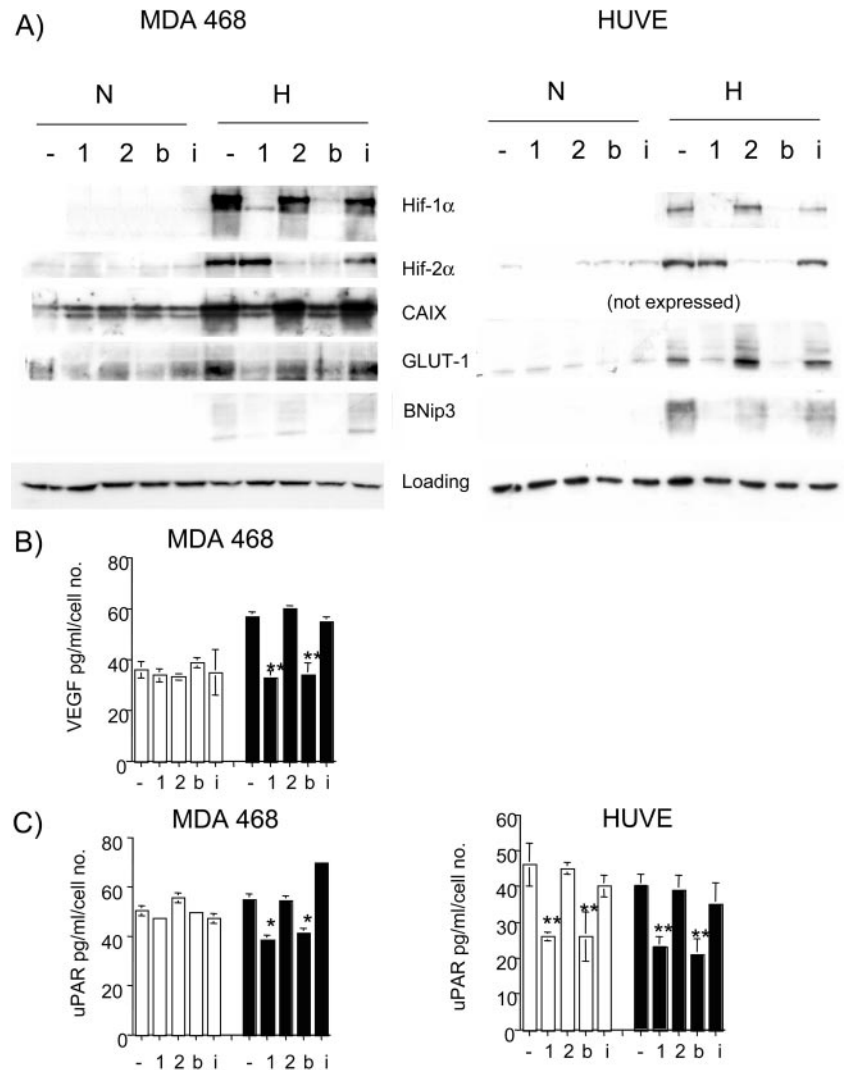 A) MDA 468 HUVE
N H N H
- 1 2 b i - 1 2 b i - 1 2 b i - 1 2 b i
Hif-1α
Hif-2α
(not expressed)
CAIX
GLUT-1
BNip3
Loading
B) MDA 468
80
60
40
20
0
VEGF pg/ml/cell no.
** **
- 1 2 b i - 1 2 b i
C) MDA 468
80
60
40
20
0
uPAR pg/ml/cell no.
* *
- 1 2 b i - 1 2 b i
HUVE
60
50
40
30
20
10
0
uPAR pg/ml/cell no.
** ** ** **
- 1 2 b i - 1 2 b i